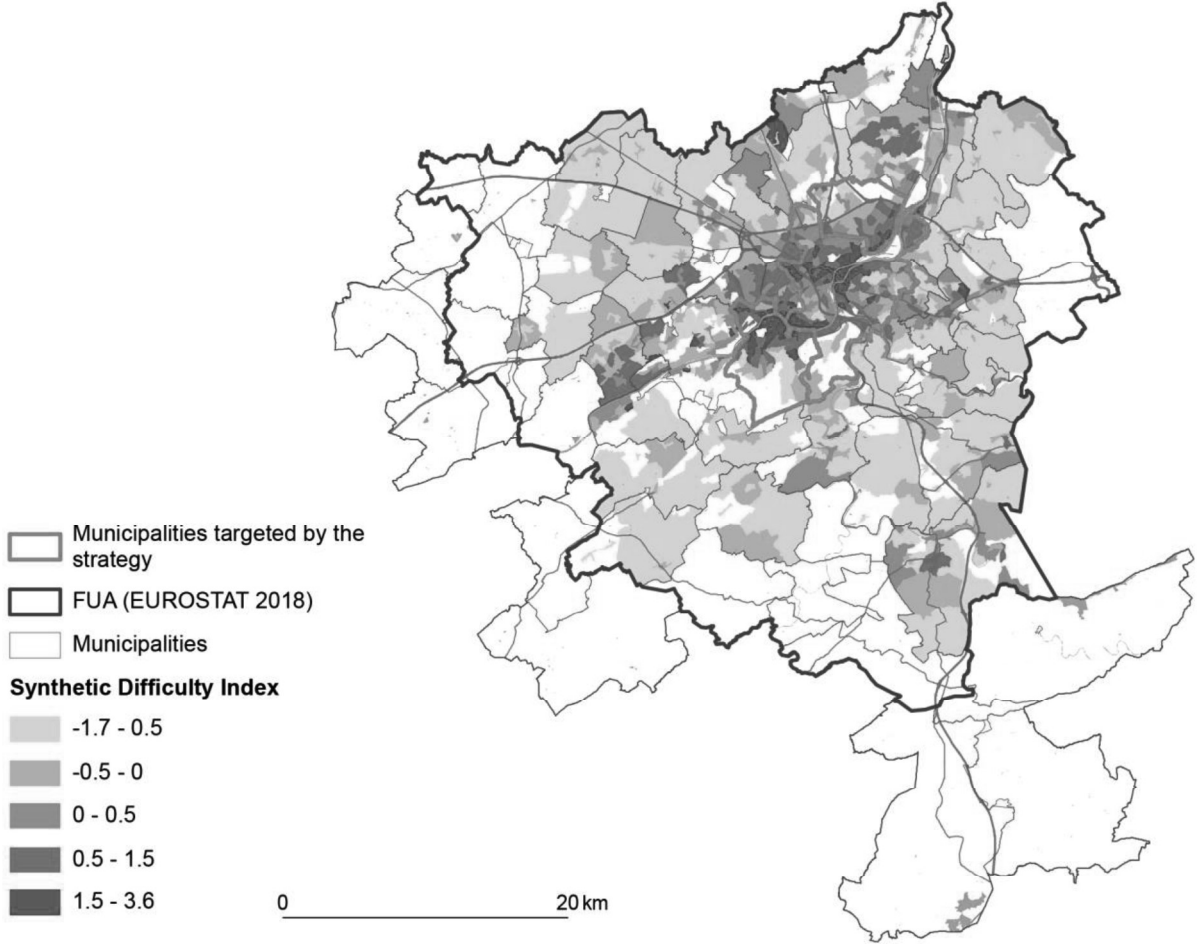 Municipalities targeted by the
strategy
FUA (EUROSTAT 2018)
Municipalities
Synthetic Difficulty Index
-1.7 - 0.5
-0.5 - 0
0 - 0.5
0.5 - 1.5
1.5 - 3.6
0 20 km